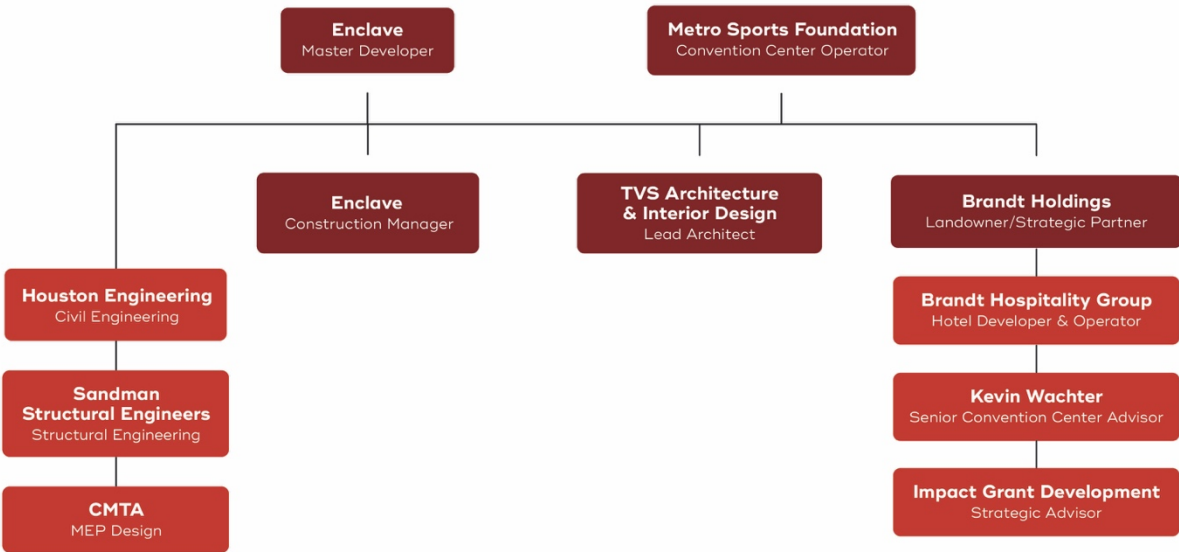 Enclave
Master Developer
Metro Sports Foundation
Convention Center Operator
Enclave
Construction Manager
TVS Architecture
& Interior Design
Lead Architect
Brandt Holdings
Landowner/Strategic Partner
Houston Engineering
Civil Engineering
Brandt Hospitality Group
Hotel Developer & Operator
Sandman
Structural Engineers
Structural Engineering
Kevin Wachter
Senior Convention Center Advisor
CMTA
MEP Design
Impact Grant Development
Strategic Advisor